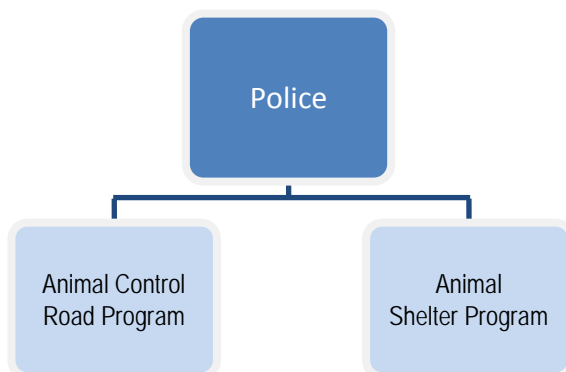 Police
Animal Control
Road Program
Animal
Shelter Program